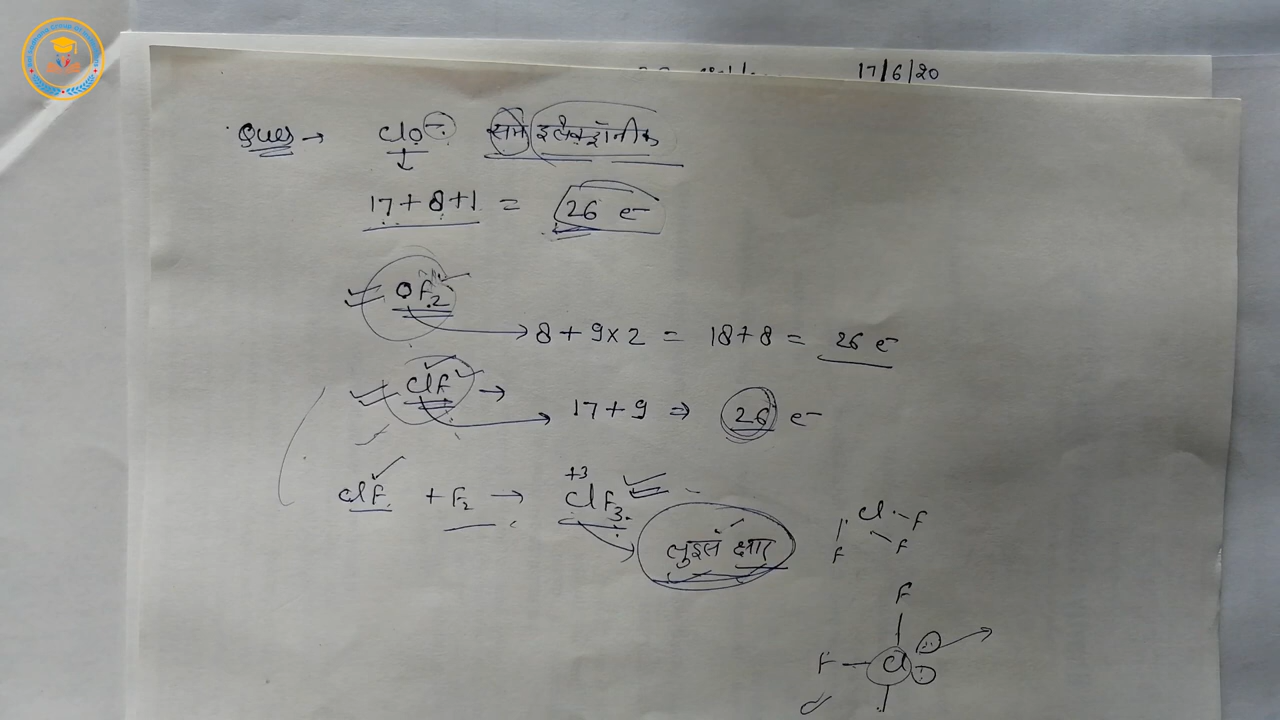 17/6/20
Ques → ClO⁻ सम इलैक्ट्रॉनीक
↓
17 + 8 + 1 = 26 e⁻
OF₂
→ 8 + 9 × 2 = 18 + 8 = 26 e⁻
ClF →
→ 17 + 9 ⇒ 26 e⁻
+3
ClF + F₂ → ClF₃
लुइस क्षार
Cl F
F F
F
F — Cl